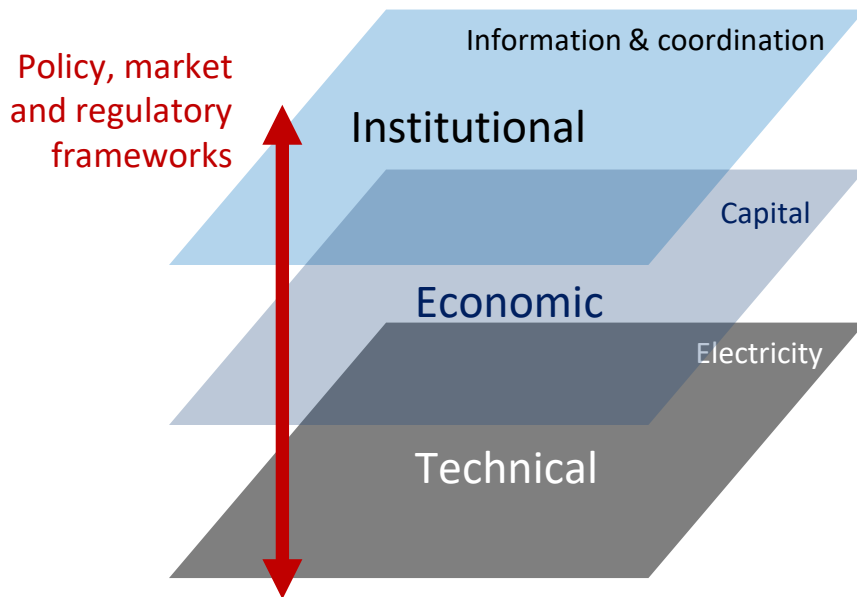 Information & coordination
Policy, market
and regulatory
frameworks
Institutional
Capital
Economic
Electricity
Technical